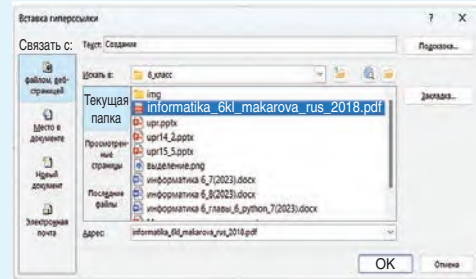 Вставка гиперссылки ? X
Связать с: Текст: Создание Подсказка...
файлом, веб-страницей
Искать в: 6_класс
Закладка...
Текущая папка
img
informatika_6kl_makarova_rus_2018.pdf
upr.pptx
upr14_2.pptx
upr15_5.pptx
выделение.png
информатика 6_7(2023).docx
информатика 6_8(2023).docx
информатика 6_главы_6_python_7(2023).docx
Место в документе
Просмотренные страницы
Новый документ
Последние файлы
Электронная почта
Адрес: informatika_6kl_makarova_rus_2018.pdf
OK Отмена